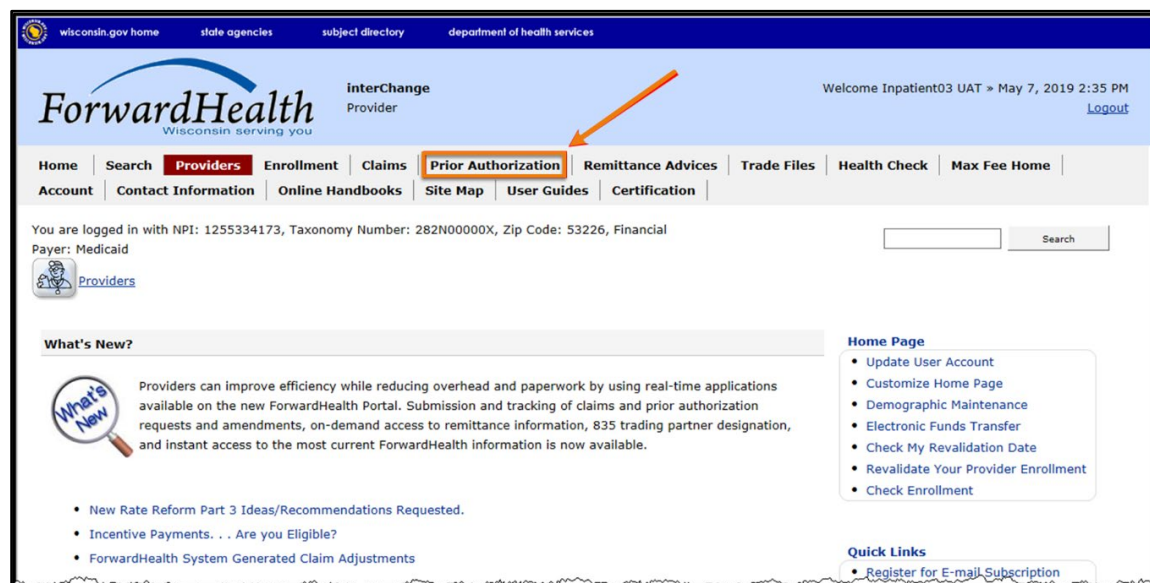 wisconsin.gov home state agencies subject directory department of health services
ForwardHealth
Wisconsin serving you
interChange
Provider
Welcome Inpatient03 UAT » May 7, 2019 2:35 PM
Logout
Home Search Providers Enrollment Claims Prior Authorization Remittance Advices Trade Files Health Check Max Fee Home
Account Contact Information Online Handbooks Site Map User Guides Certification
You are logged in with NPI: 1255334173, Taxonomy Number: 282N00000X, Zip Code: 53226, Financial
Payer: Medicaid
Search
Providers
What's New?
What's
New
Providers can improve efficiency while reducing overhead and paperwork by using real-time applications
available on the new ForwardHealth Portal. Submission and tracking of claims and prior authorization
requests and amendments, on-demand access to remittance information, 835 trading partner designation,
and instant access to the most current ForwardHealth information is now available.
• New Rate Reform Part 3 Ideas/Recommendations Requested.
• Incentive Payments. . . Are you Eligible?
• ForwardHealth System Generated Claim Adjustments
Home Page
• Update User Account
• Customize Home Page
• Demographic Maintenance
• Electronic Funds Transfer
• Check My Revalidation Date
• Revalidate Your Provider Enrollment
• Check Enrollment
Quick Links
• Register for E-mail Subscription